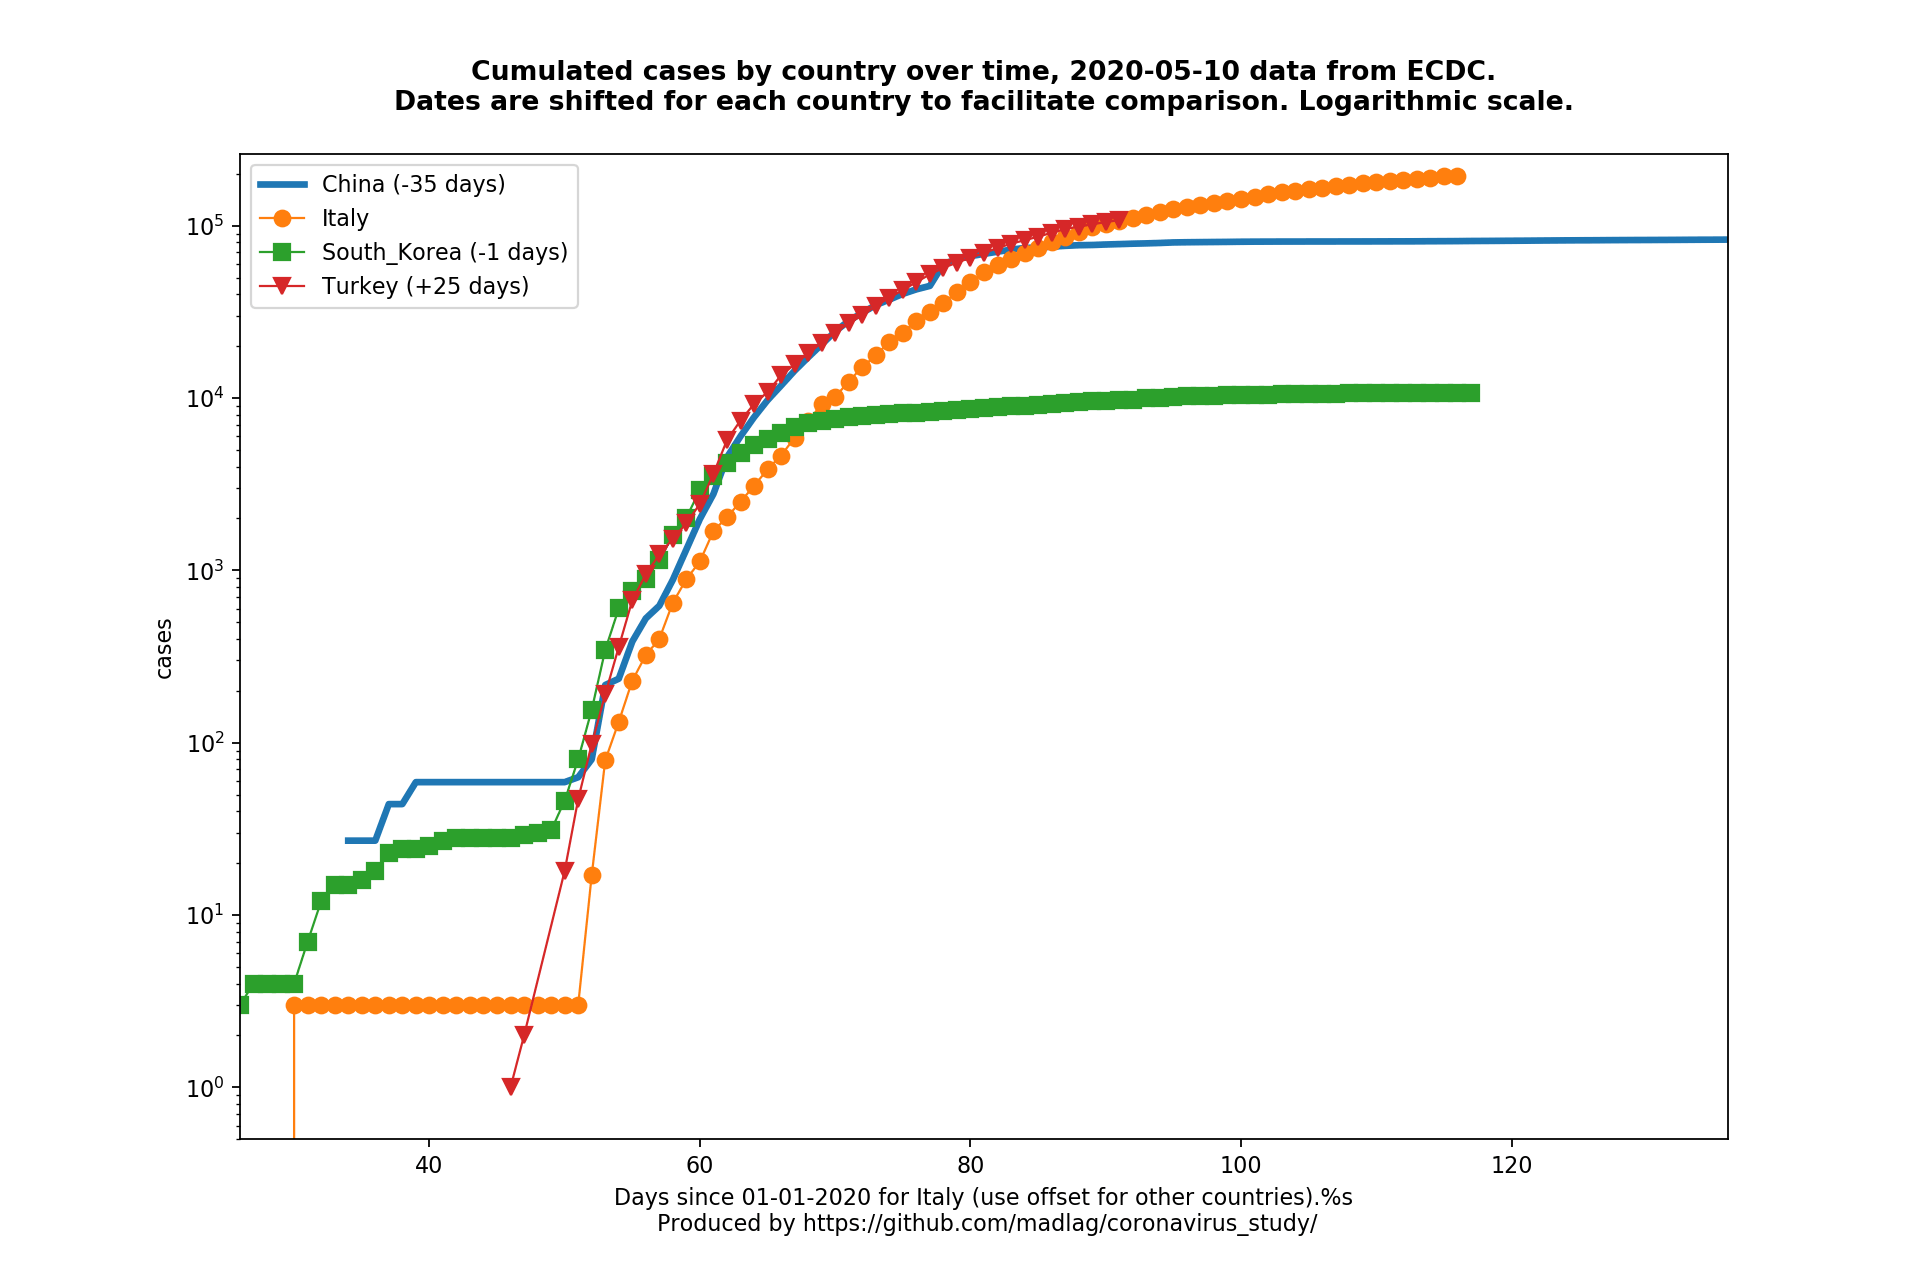 Cumulated cases by country over time, 2020-05-10 data from ECDC.
Dates are shifted for each country to facilitate comparison. Logarithmic scale.
China (-35 days)
Italy
South_Korea (-1 days)
Turkey (+25 days)
10⁵
10⁴
10³
10²
10¹
10⁰
cases
40 60 80 100 120
Days since 01-01-2020 for Italy (use offset for other countries).%s
Produced by https://github.com/madlag/coronavirus_study/